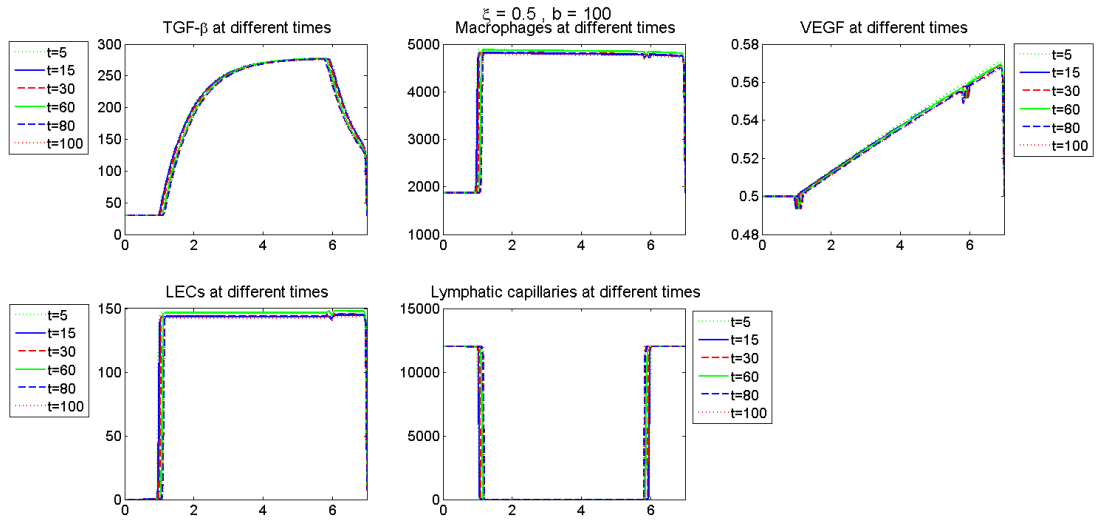 ξ = 0.5 , b = 100
TGF-β at different times
t=5
t=15
t=30
t=60
t=80
t=100
300
250
200
150
100
50
0
0 2 4 6
Macrophages at different times
5000
4000
3000
2000
1000
0 2 4 6
VEGF at different times
0.58
0.56
0.54
0.52
0.5
0.48
0 2 4 6
t=5
t=15
t=30
t=60
t=80
t=100
t=5
t=15
t=30
t=60
t=80
t=100
LECs at different times
150
100
50
0
0 2 4 6
Lymphatic capillaries at different times
15000
10000
5000
0
0 2 4 6
t=5
t=15
t=30
t=60
t=80
t=100